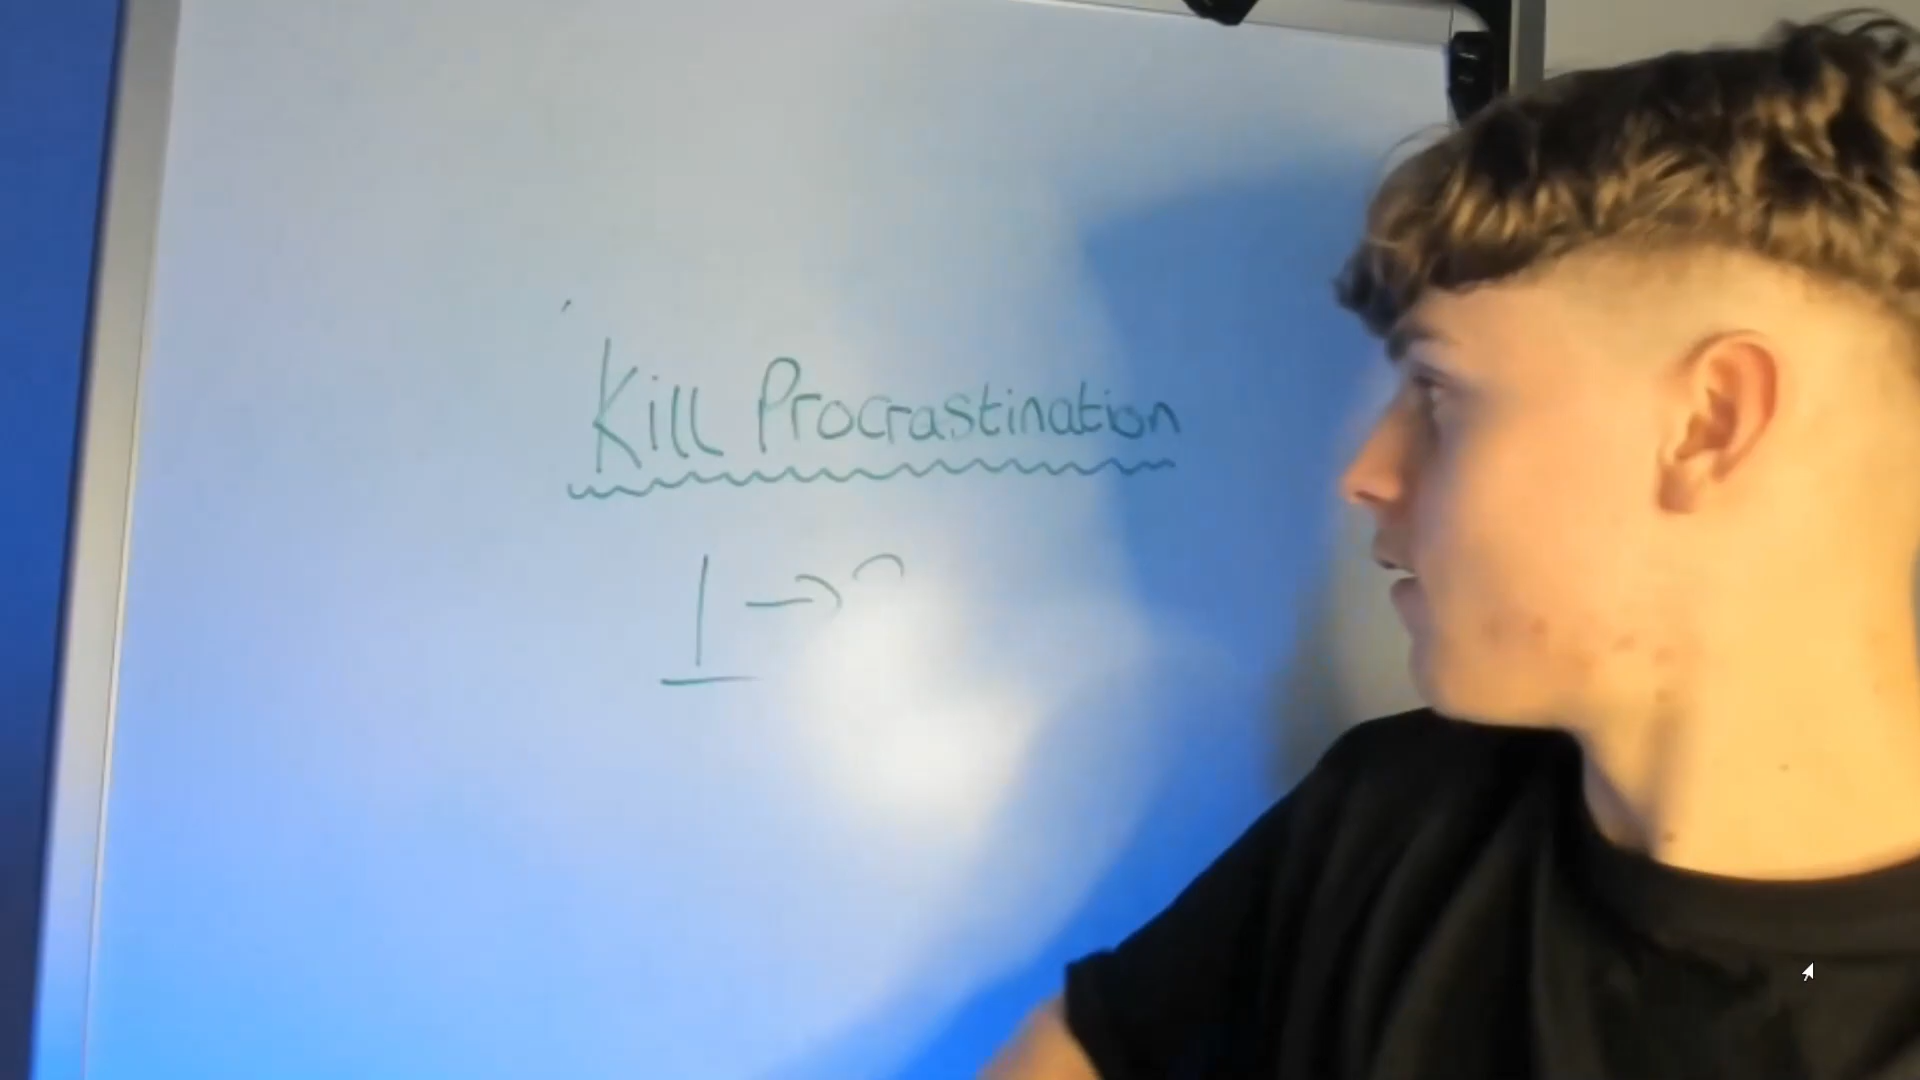 Kill Procrastination
1 →